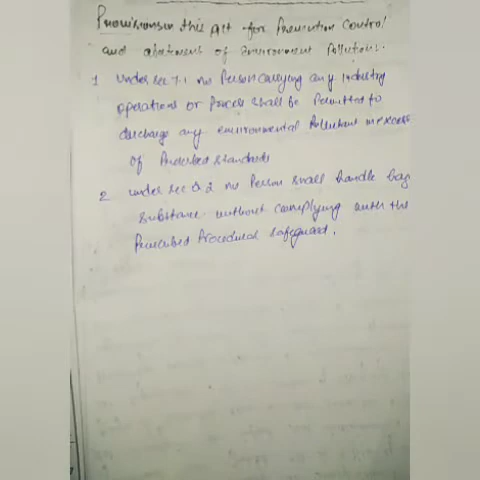 Provisions in this act for Prevention Control
and abatement of Environment Pollution.
1 under sec 7.1 no Person carrying any industry
operations or Process shall be Permitted to
discharge any environmental Pollutant in excess
of Prescribed standards
2 under sec 8.2 no Person shall handle
substance without complying with the
Prescribed Procedural safeguard.